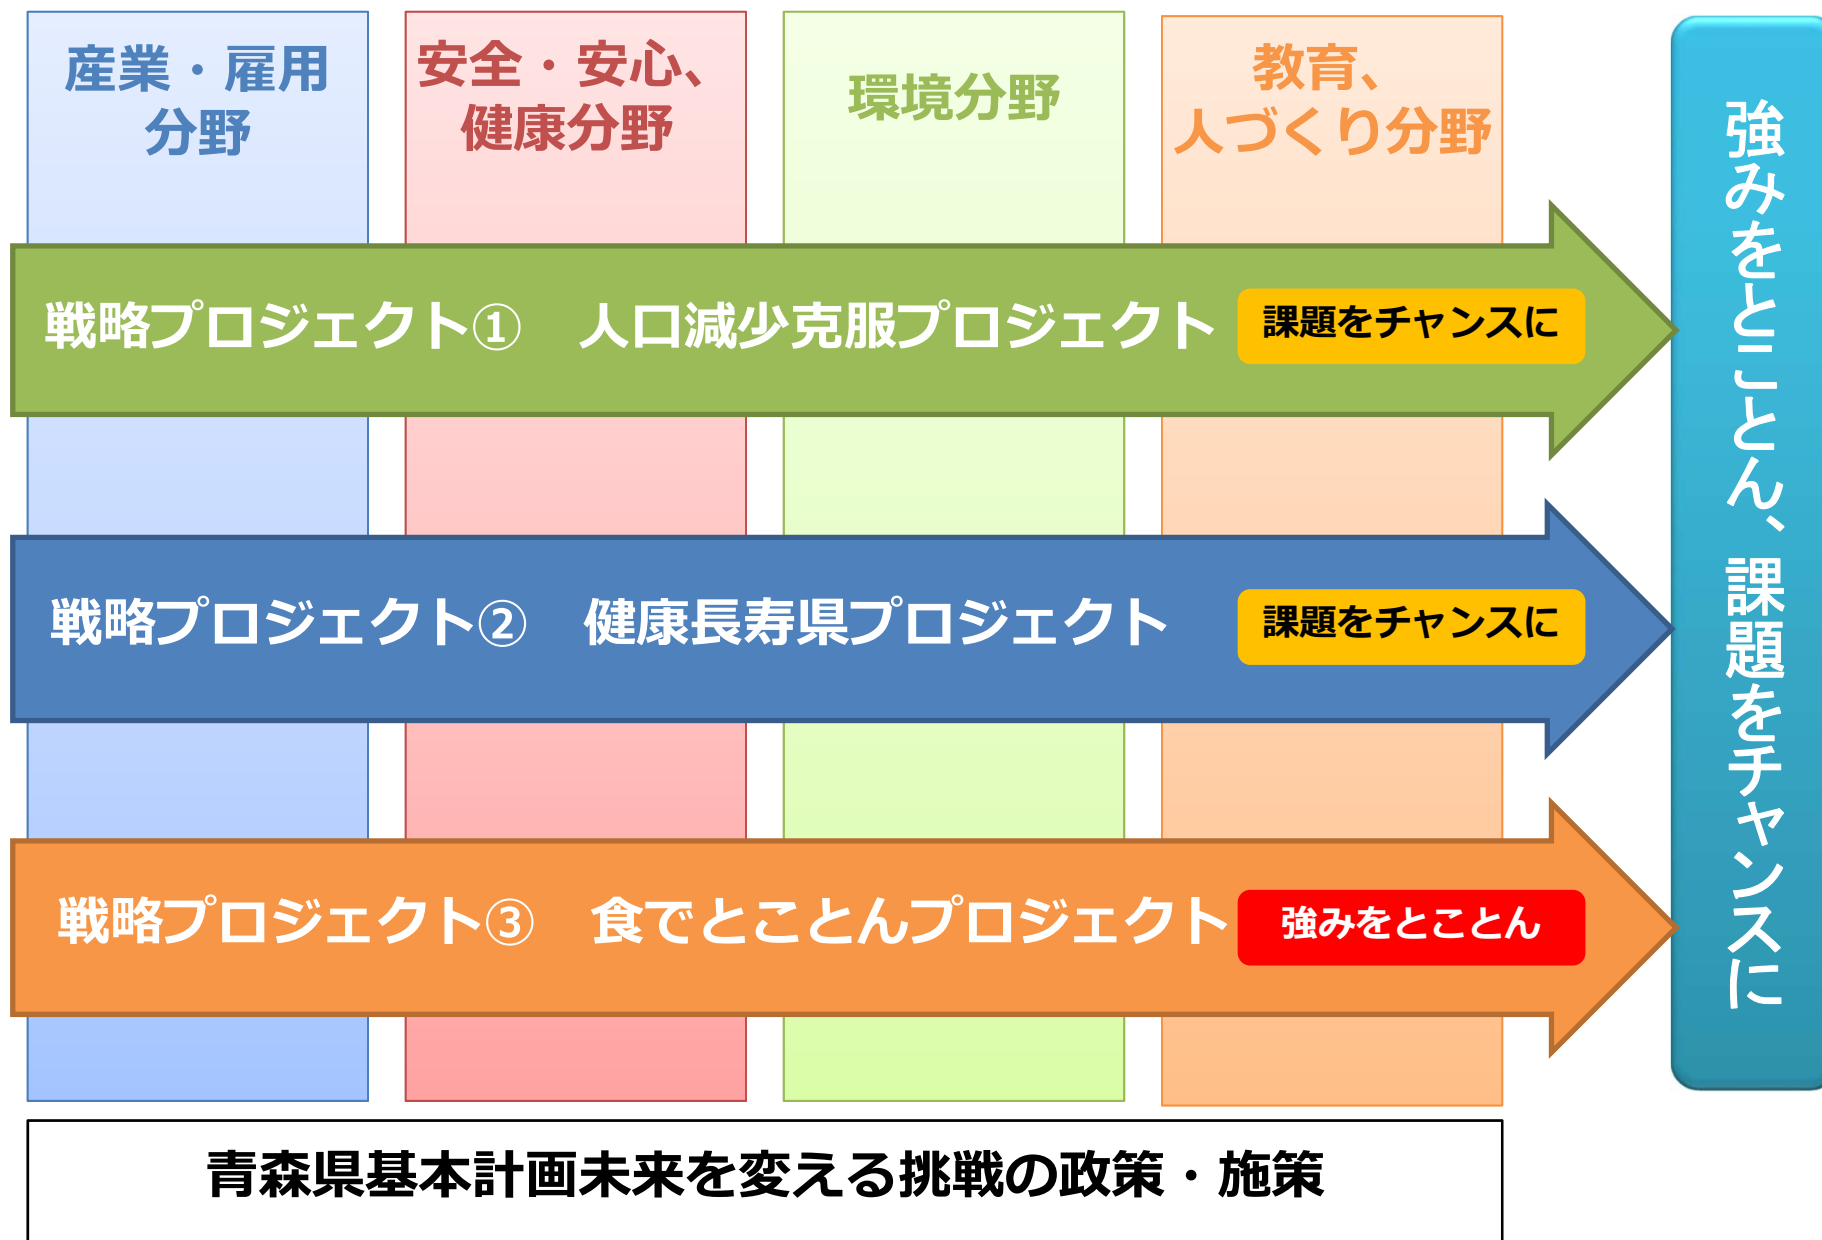 産業・雇用
分野
安全・安心、
健康分野
環境分野
教育、
人づくり分野
戦略プロジェクト①　人口減少克服プロジェクト
課題をチャンスに
戦略プロジェクト②　健康長寿県プロジェクト
課題をチャンスに
戦略プロジェクト③　食でとことんプロジェクト
強みをとことん
強みをとことん、課題をチャンスに
青森県基本計画未来を変える挑戦の政策・施策